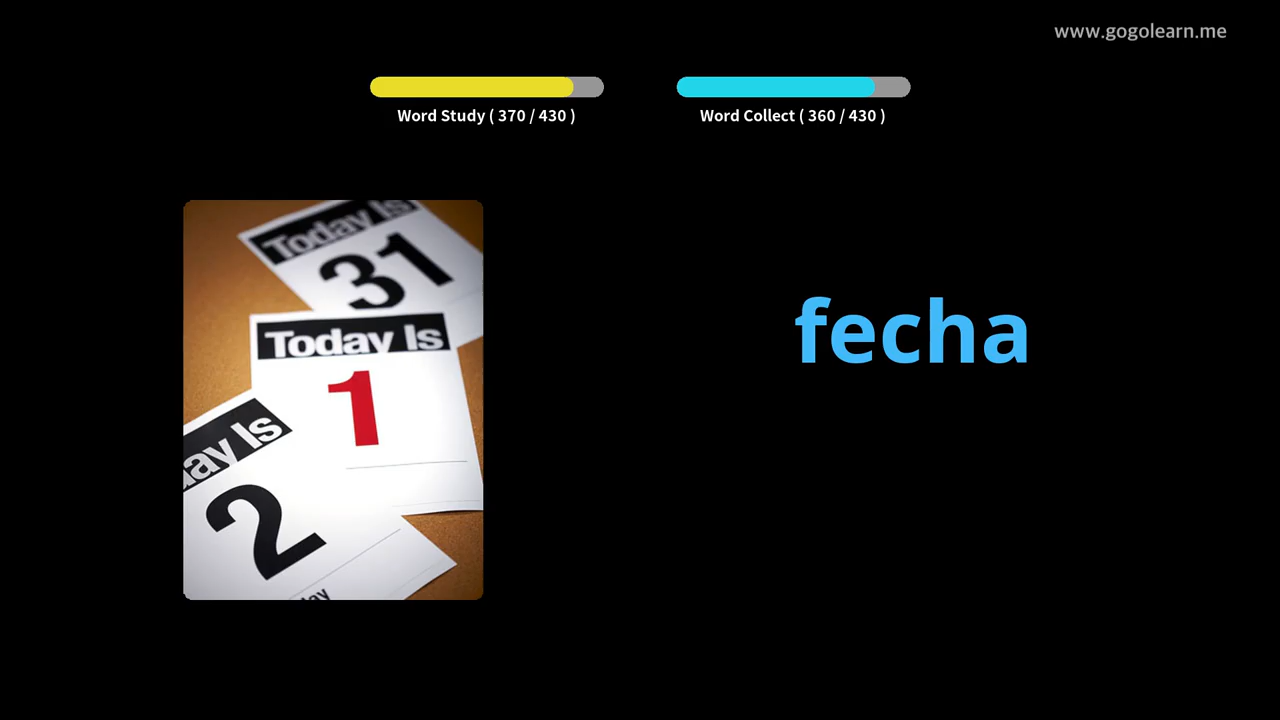 www.gogolearn.me
Word Study ( 370 / 430 )
Word Collect ( 360 / 430 )
Today Is
31
Today Is
1
ay Is
2
ay
fecha